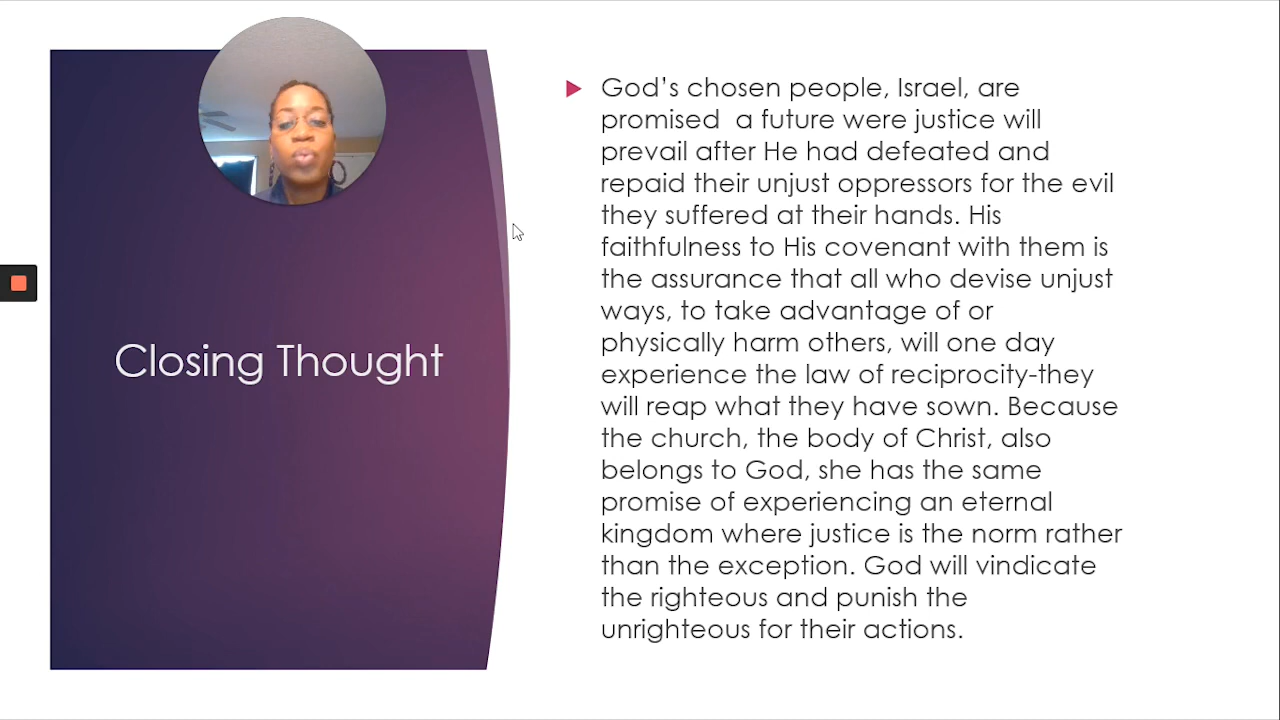 Closing Thought
God's chosen people, Israel, are
promised  a future were justice will
prevail after He had defeated and
repaid their unjust oppressors for the evil
they suffered at their hands. His
faithfulness to His covenant with them is
the assurance that all who devise unjust
ways, to take advantage of or
physically harm others, will one day
experience the law of reciprocity-they
will reap what they have sown. Because
the church, the body of Christ, also
belongs to God, she has the same
promise of experiencing an eternal
kingdom where justice is the norm rather
than the exception. God will vindicate
the righteous and punish the
unrighteous for their actions.